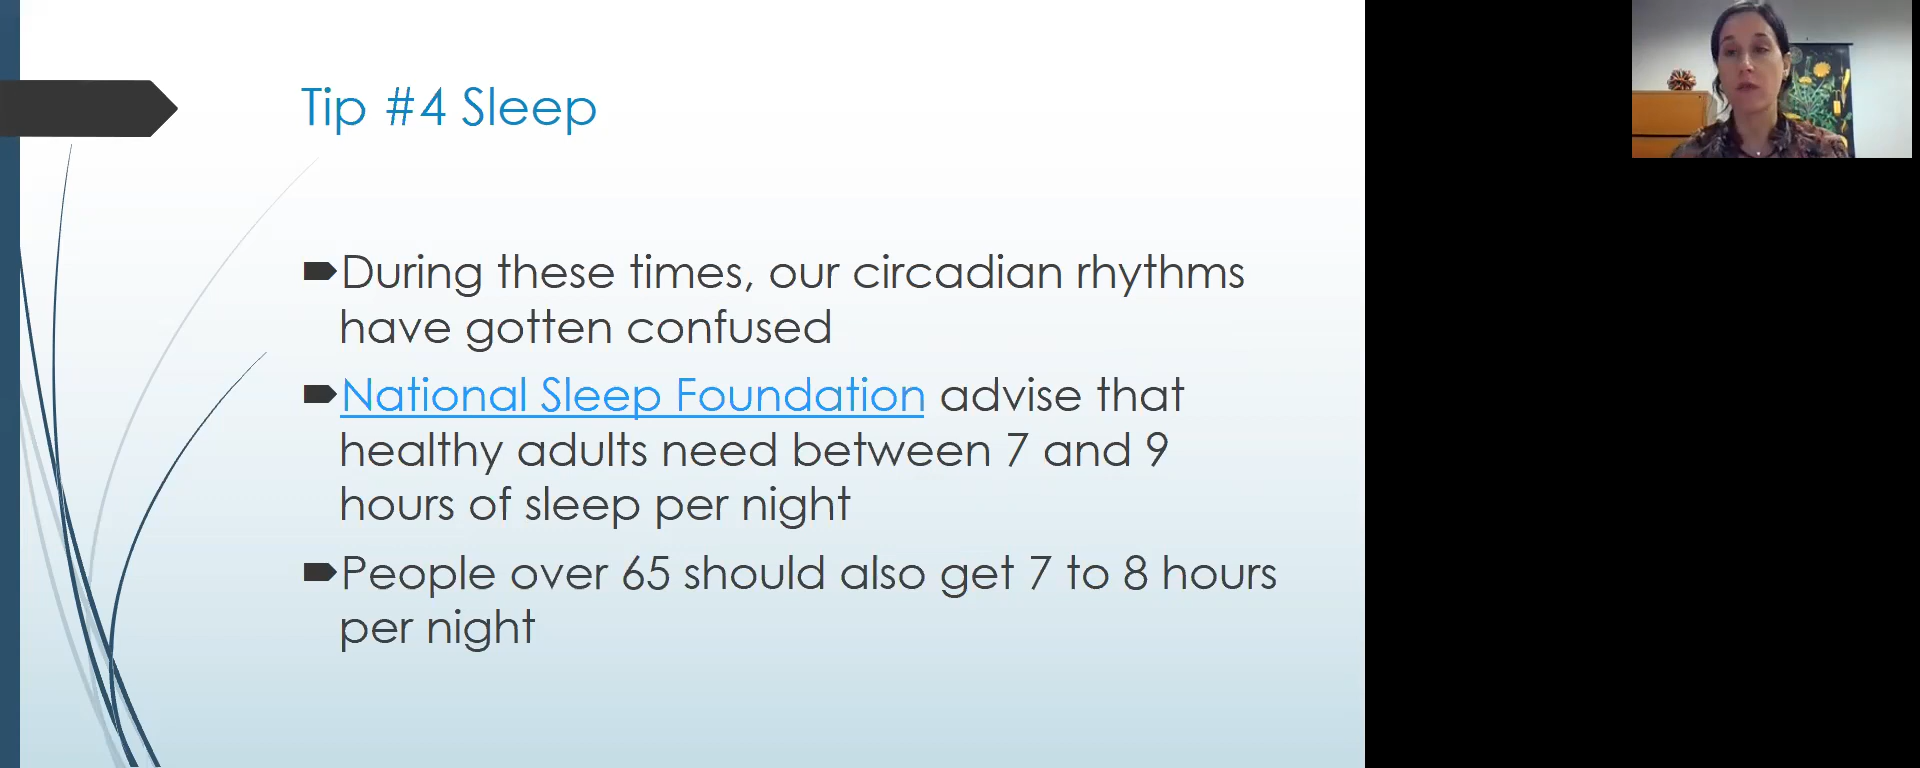 Tip #4 Sleep
During these times, our circadian rhythms
have gotten confused
National Sleep Foundation advise that
healthy adults need between 7 and 9
hours of sleep per night
People over 65 should also get 7 to 8 hours
per night